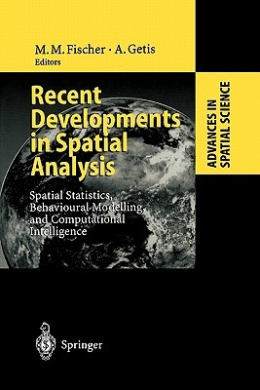 M. M. Fischer · A. Getis
Editors
Recent
Developments
in Spatial
Analysis
Spatial Statistics,
Behavioural Modelling,
and Computational
Intelligence
ADVANCES IN
SPATIAL SCIENCE
Springer